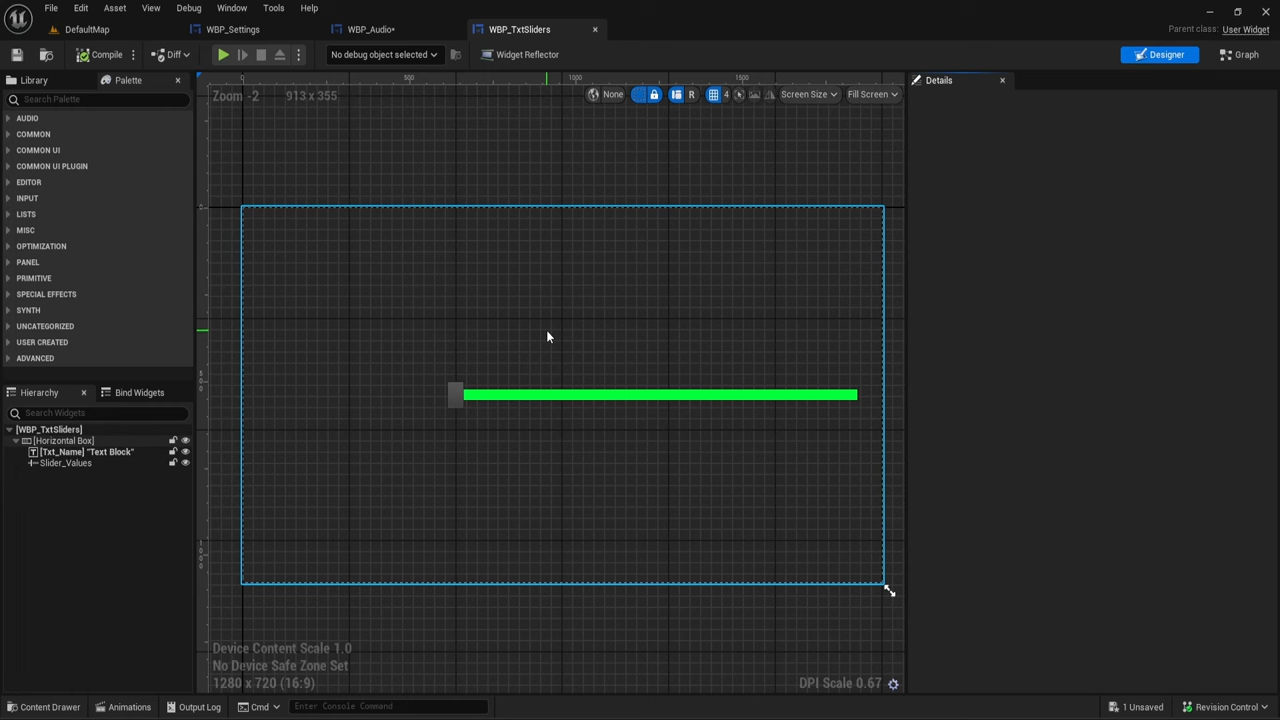 File Edit Asset View Debug Window Tools Help
DefaultMap WBP_Settings WBP_Audio* WBP_TxtSliders
Parent class: User Widget
Compile Diff No debug object selected Widget Reflector Designer Graph
Library Palette
Search Palette
AUDIO
COMMON
COMMON UI
COMMON UI PLUGIN
EDITOR
INPUT
LISTS
MISC
OPTIMIZATION
PANEL
PRIMITIVE
SPECIAL EFFECTS
SYNTH
UNCATEGORIZED
USER CREATED
ADVANCED
Hierarchy Bind Widgets
Search Widgets
[WBP_TxtSliders]
[Horizontal Box]
[Txt_Name] "Text Block"
Slider_Values
0 500 1000 1500
Zoom -2 913 x 355
None R 4 Screen Size Fill Screen
0
500
1000
Device Content Scale 1.0
No Device Safe Zone Set
1280 x 720 (16:9)
DPI Scale 0.67
Details
Content Drawer Animations Output Log Cmd Enter Console Command 1 Unsaved Revision Control